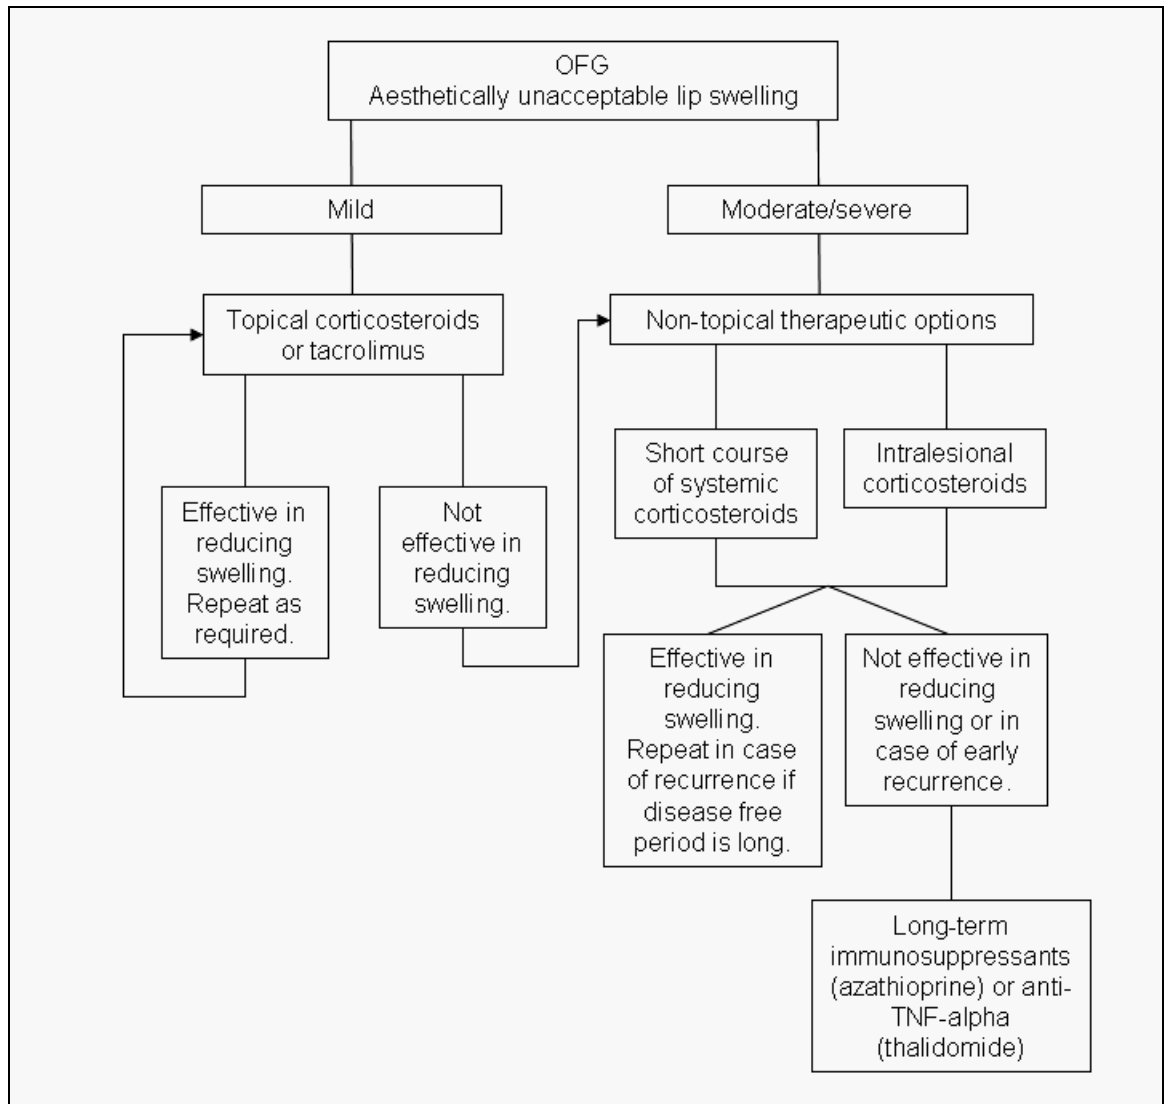 OFG
Aesthetically unacceptable lip swelling
Mild
Moderate/severe
Topical corticosteroids
or tacrolimus
Non-topical therapeutic options
Short course
of systemic
corticosteroids
Intralesional
corticosteroids
Effective in
reducing
swelling.
Repeat as
required.
Not
effective in
reducing
swelling.
Effective in
reducing
swelling.
Repeat in case
of recurrence if
disease free
period is long.
Not effective in
reducing
swelling or in
case of early
recurrence.
Long-term
immunosuppressants
(azathioprine) or anti-
TNF-alpha
(thalidomide)